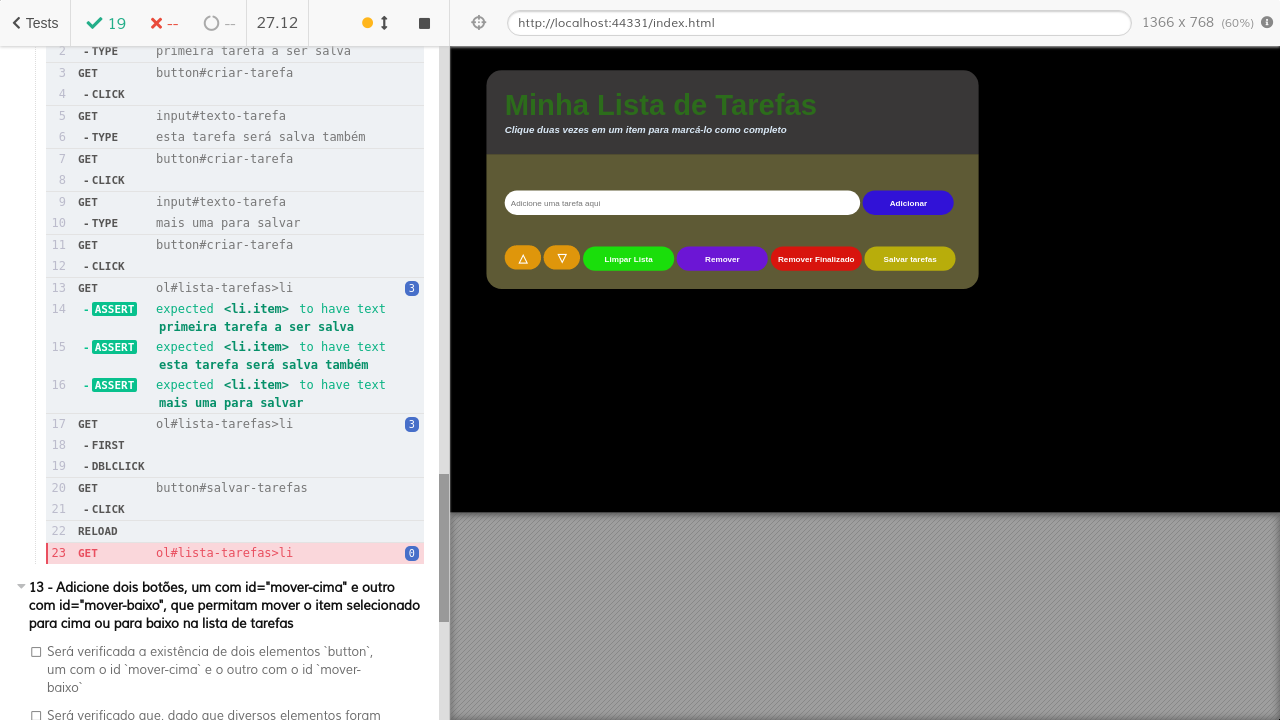 Tests 19 -- -- 27.12
http://localhost:44331/index.html 1366 x 768 (60%)
2 -TYPE primeira tarefa a ser salva
3 GET button#criar-tarefa
4 -CLICK
5 GET input#texto-tarefa
6 -TYPE esta tarefa será salva também
7 GET button#criar-tarefa
8 -CLICK
9 GET input#texto-tarefa
10 -TYPE mais uma para salvar
11 GET button#criar-tarefa
12 -CLICK
13 GET ol#lista-tarefas>li 3
14 -ASSERT expected <li.item> to have text
primeira tarefa a ser salva
15 -ASSERT expected <li.item> to have text
esta tarefa será salva também
16 -ASSERT expected <li.item> to have text
mais uma para salvar
17 GET ol#lista-tarefas>li 3
18 -FIRST
19 -DBLCLICK
20 GET button#salvar-tarefas
21 -CLICK
22 RELOAD
23 GET ol#lista-tarefas>li 0
13 - Adicione dois botões, um com id="mover-cima" e outro
com id="mover-baixo", que permitam mover o item selecionado
para cima ou para baixo na lista de tarefas
Será verificada a existência de dois elementos `button`,
um com o id `mover-cima` e o outro com o id `mover-
baixo`
Será verificado que, dado que diversos elementos foram
Minha Lista de Tarefas
Clique duas vezes em um item para marcá-lo como completo
Adicione uma tarefa aqui Adicionar
△ ▽ Limpar Lista Remover Remover Finalizado Salvar tarefas